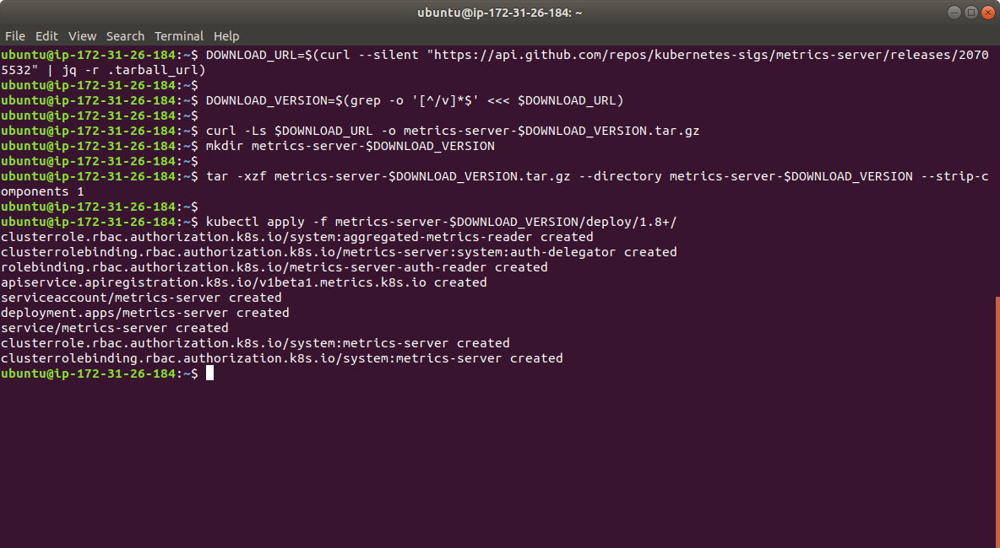 ubuntu@ip-172-31-26-184: ~
File Edit View Search Terminal Help
ubuntu@ip-172-31-26-184:~$ DOWNLOAD_URL=$(curl --silent "https://api.github.com/repos/kubernetes-sigs/metrics-server/releases/2070
5532" | jq -r .tarball_url)
ubuntu@ip-172-31-26-184:~$
ubuntu@ip-172-31-26-184:~$ DOWNLOAD_VERSION=$(grep -o '[^/v]*$' <<< $DOWNLOAD_URL)
ubuntu@ip-172-31-26-184:~$
ubuntu@ip-172-31-26-184:~$ curl -Ls $DOWNLOAD_URL -o metrics-server-$DOWNLOAD_VERSION.tar.gz
ubuntu@ip-172-31-26-184:~$ mkdir metrics-server-$DOWNLOAD_VERSION
ubuntu@ip-172-31-26-184:~$
ubuntu@ip-172-31-26-184:~$ tar -xzf metrics-server-$DOWNLOAD_VERSION.tar.gz --directory metrics-server-$DOWNLOAD_VERSION --strip-c
omponents 1
ubuntu@ip-172-31-26-184:~$
ubuntu@ip-172-31-26-184:~$ kubectl apply -f metrics-server-$DOWNLOAD_VERSION/deploy/1.8+/
clusterrole.rbac.authorization.k8s.io/system:aggregated-metrics-reader created
clusterrolebinding.rbac.authorization.k8s.io/metrics-server:system:auth-delegator created
rolebinding.rbac.authorization.k8s.io/metrics-server-auth-reader created
apiservice.apiregistration.k8s.io/v1beta1.metrics.k8s.io created
serviceaccount/metrics-server created
deployment.apps/metrics-server created
service/metrics-server created
clusterrole.rbac.authorization.k8s.io/system:metrics-server created
clusterrolebinding.rbac.authorization.k8s.io/system:metrics-server created
ubuntu@ip-172-31-26-184:~$